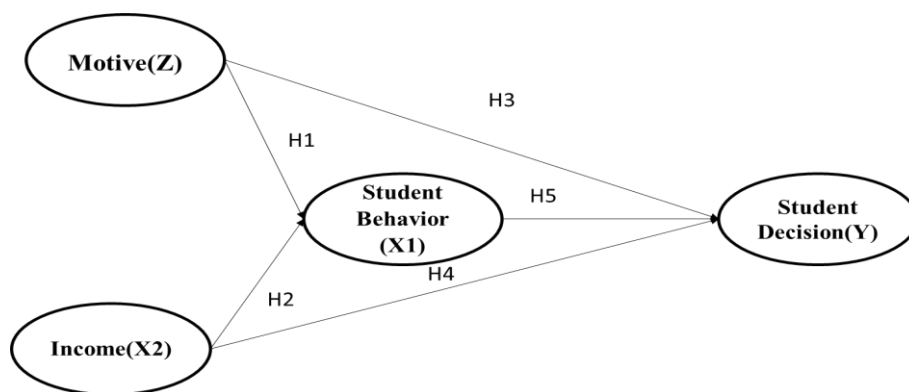 Motive(Z)
H3
H1
Student
Behavior
(X1)
H5
Student
Decision(Y)
H4
H2
Income(X2)